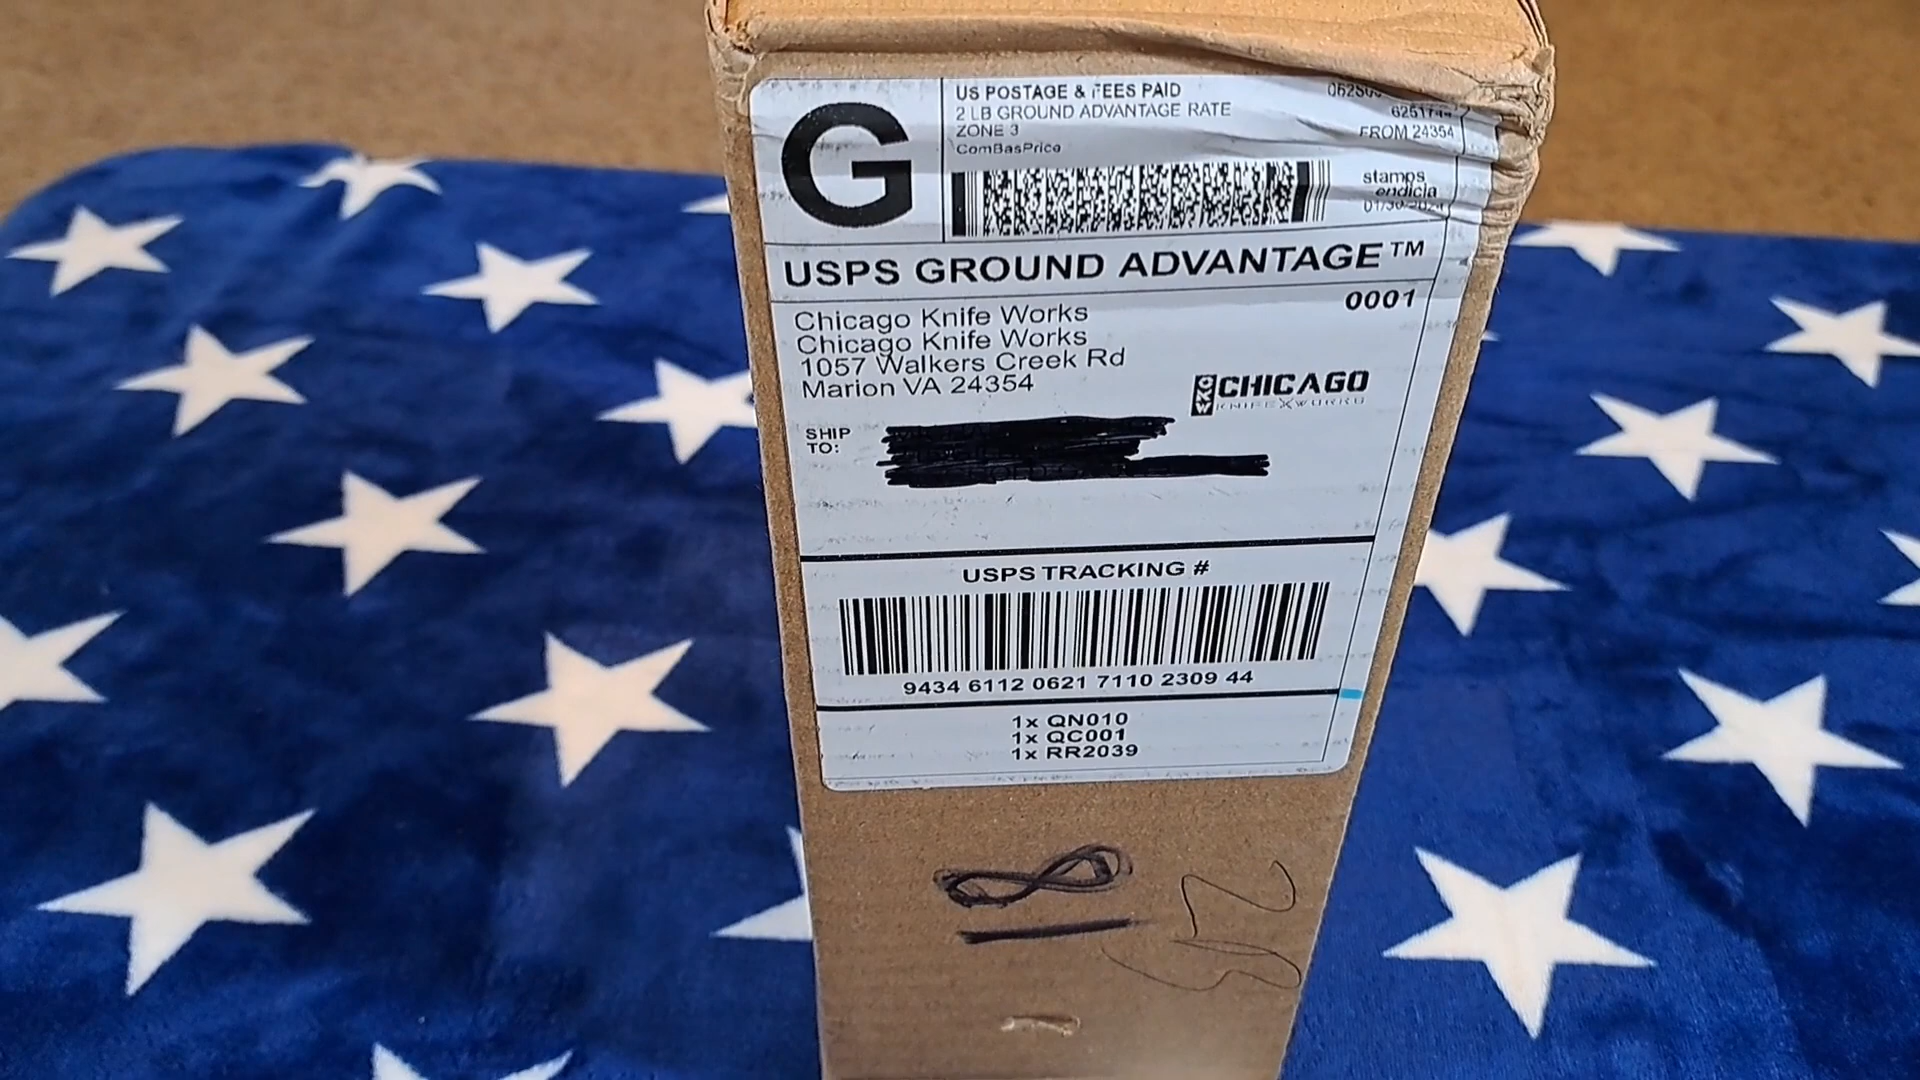 G
US POSTAGE & FEES PAID
2 LB GROUND ADVANTAGE RATE
ZONE 3
ComBasPrice
FROM 24354
stamps
endicia
USPS GROUND ADVANTAGE™
0001
Chicago Knife Works
Chicago Knife Works
1057 Walkers Creek Rd
Marion VA 24354
CKW CHICAGO
KNIFE WORKS
SHIP
TO:
USPS TRACKING #
9434 6112 0621 7110 2309 44
1x QN010
1x QC001
1x RR2039